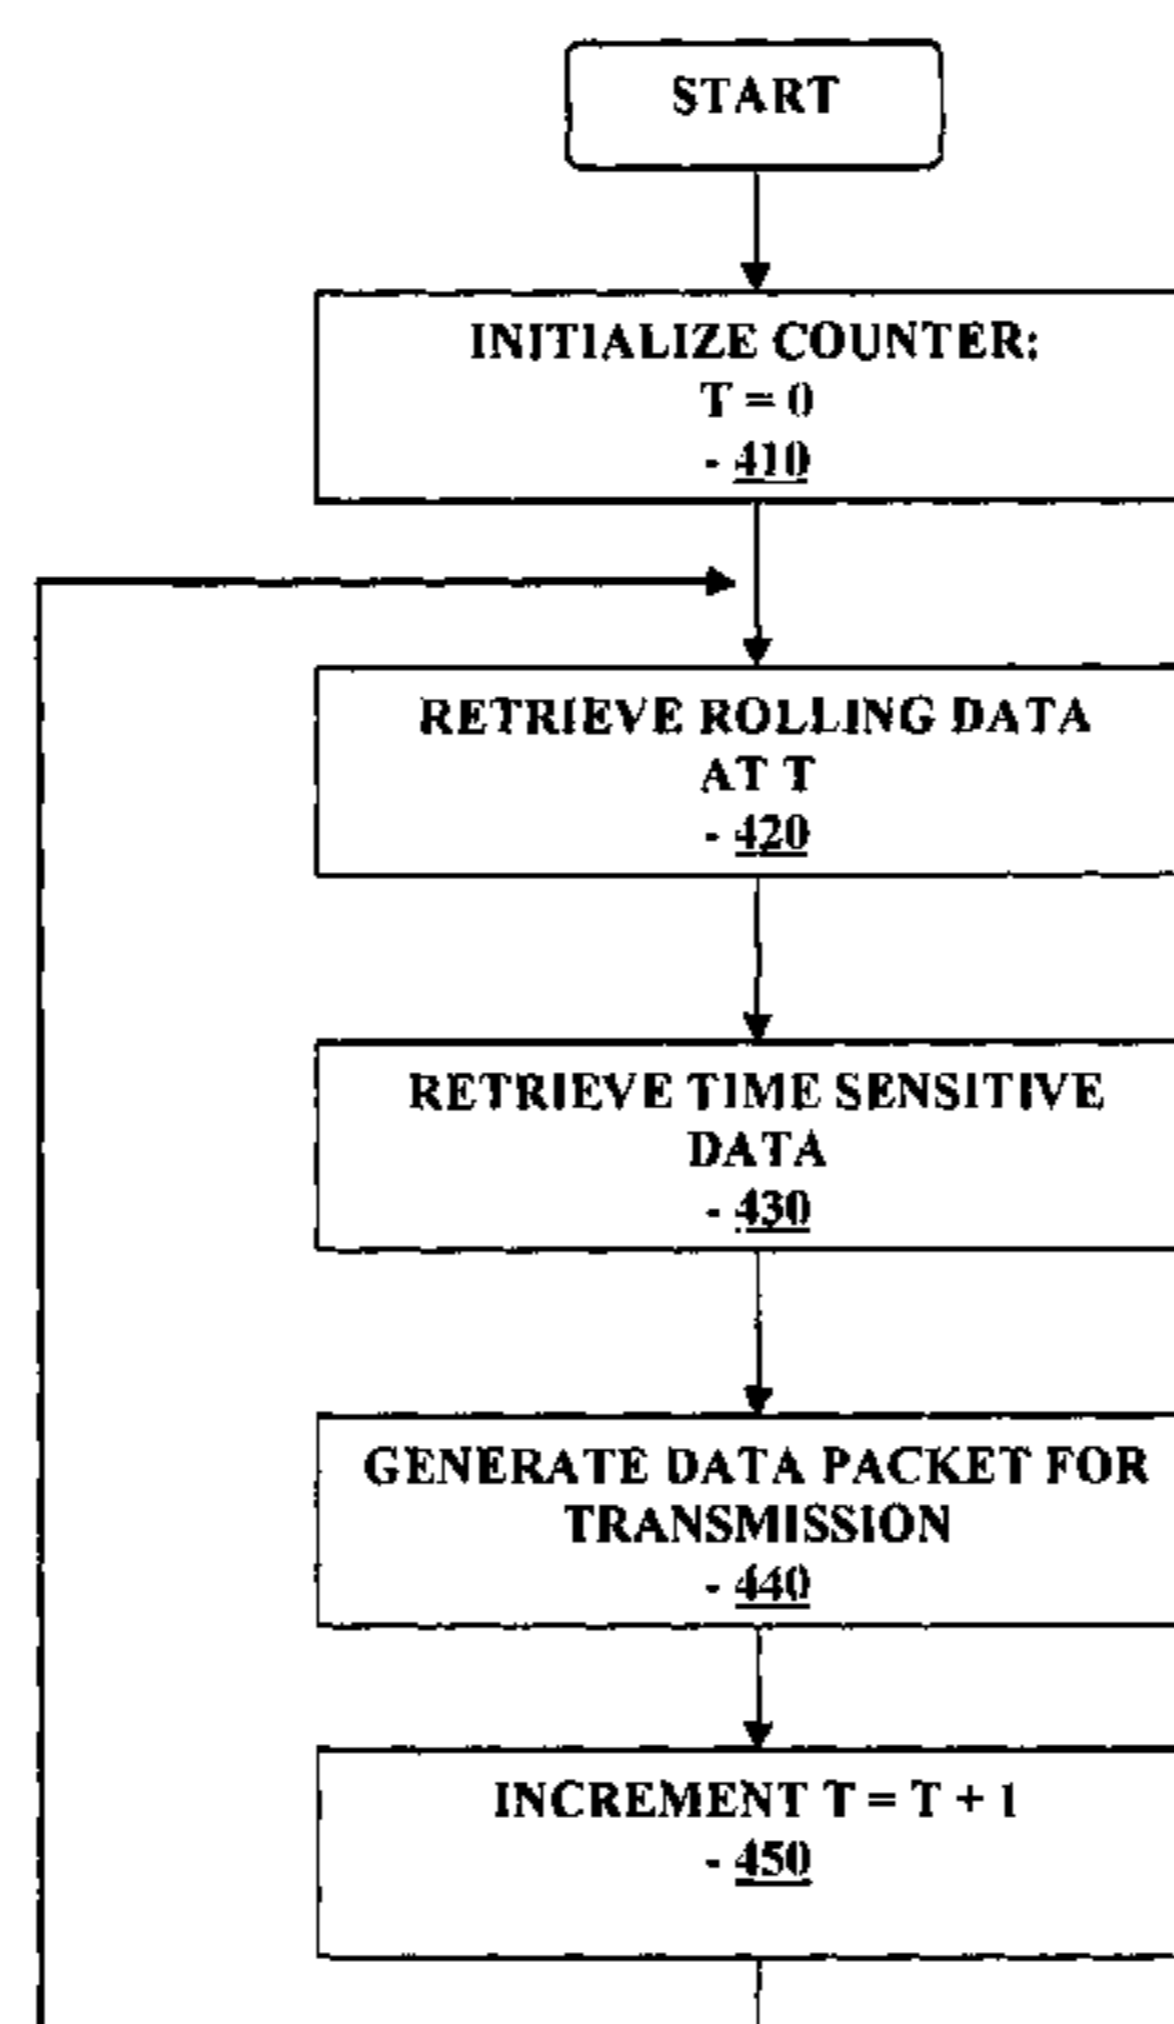 START
INITIALIZE COUNTER:
T = 0
- 410
RETRIEVE ROLLING DATA
AT T
- 420
RETRIEVE TIME SENSITIVE
DATA
- 430
GENERATE DATA PACKET FOR
TRANSMISSION
- 440
INCREMENT T = T + 1
- 450